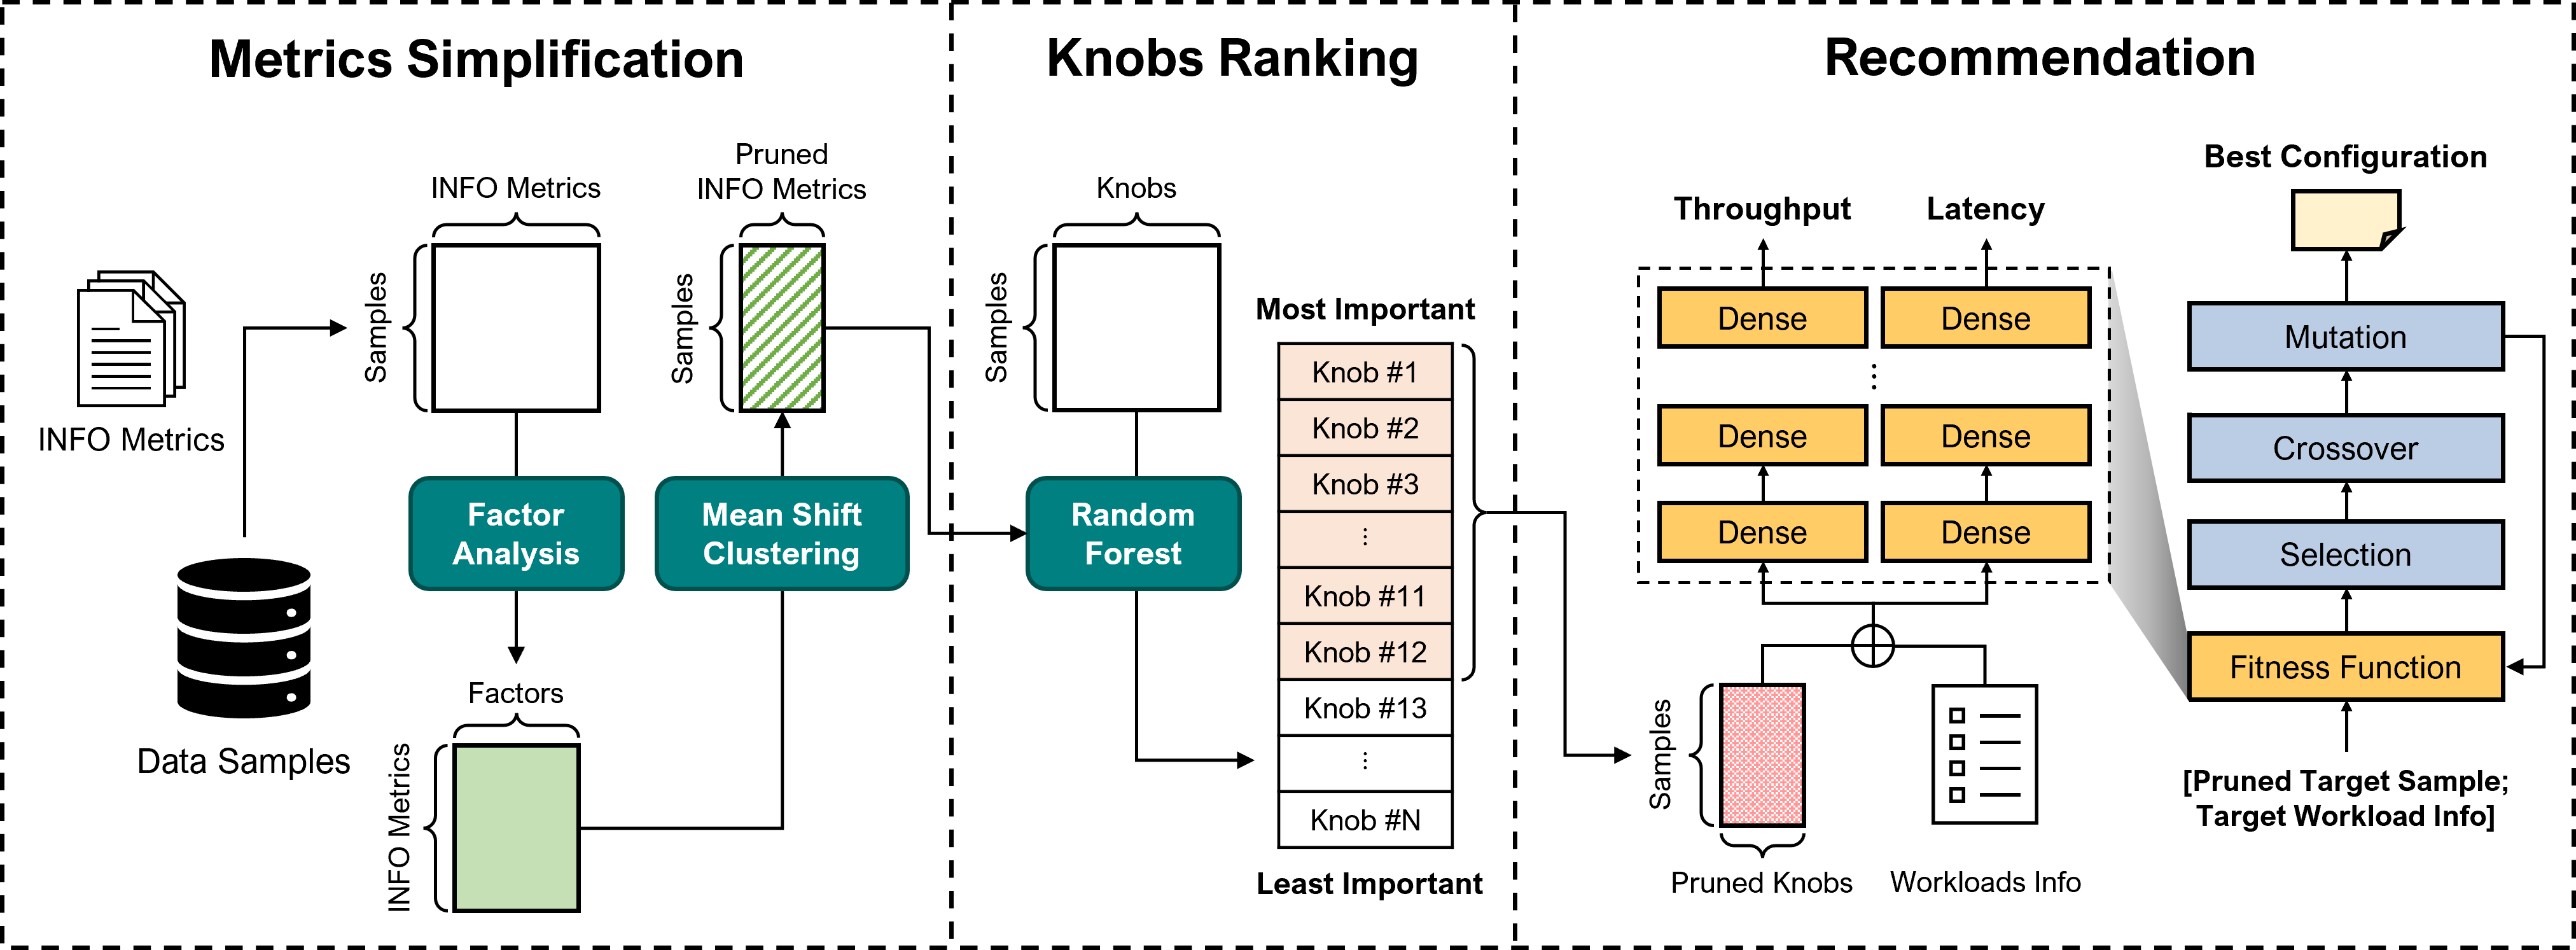 Metrics Simplification
INFO Metrics
Data Samples
INFO Metrics
Samples
Factor
Analysis
Factors
INFO Metrics
Pruned
INFO Metrics
Samples
Mean Shift
Clustering
Knobs Ranking
Knobs
Samples
Random
Forest
Most Important
Knob #1
Knob #2
Knob #3
⋮
Knob #11
Knob #12
Knob #13
⋮
Knob #N
Least Important
Recommendation
Throughput
Latency
Dense
Dense
⋮
Dense
Dense
Dense
Dense
Samples
Pruned Knobs
Workloads Info
Best Configuration
Mutation
Crossover
Selection
Fitness Function
[Pruned Target Sample;
Target Workload Info]